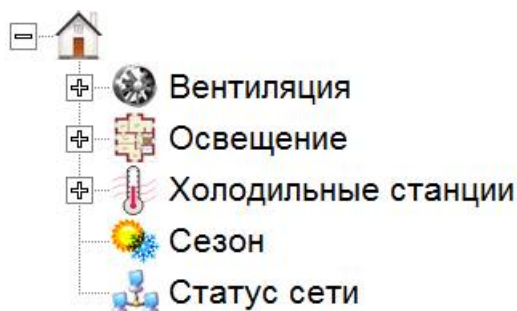 Вентиляция
Освещение
Холодильные станции
Сезон
Статус сети